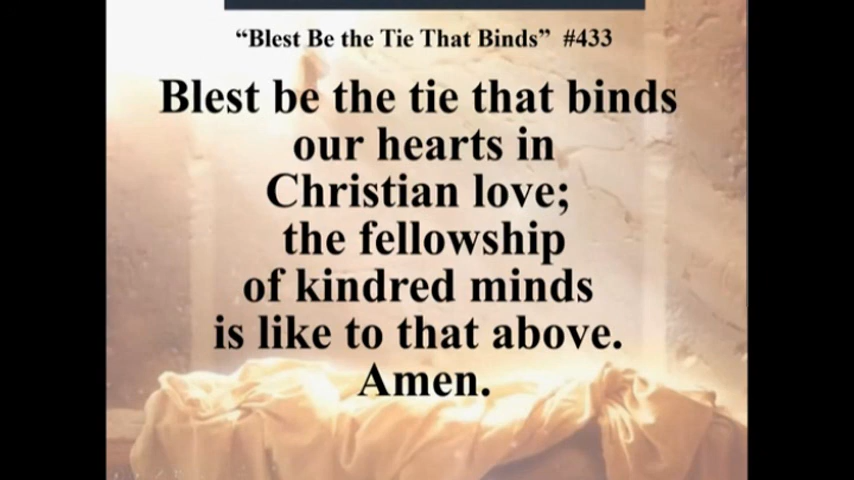 “Blest Be the Tie That Binds” #433
Blest be the tie that binds
our hearts in
Christian love;
the fellowship
of kindred minds
is like to that above.
Amen.